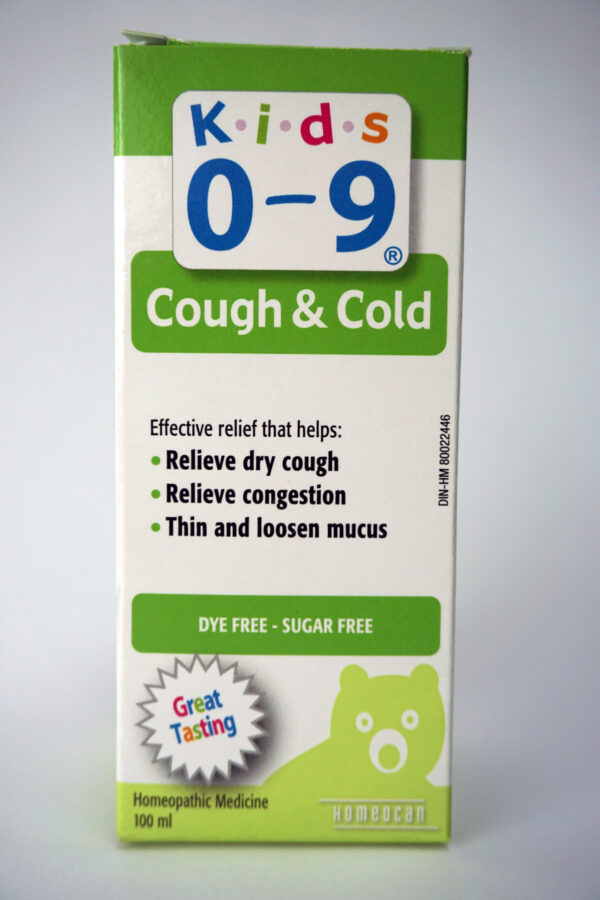 K·i·d·s
0–9®
Cough & Cold
Effective relief that helps:
• Relieve dry cough
• Relieve congestion
• Thin and loosen mucus
DIN-HM 80022446
DYE FREE - SUGAR FREE
Great
Tasting
Homeopathic Medicine
100 ml
HOMEOCAN